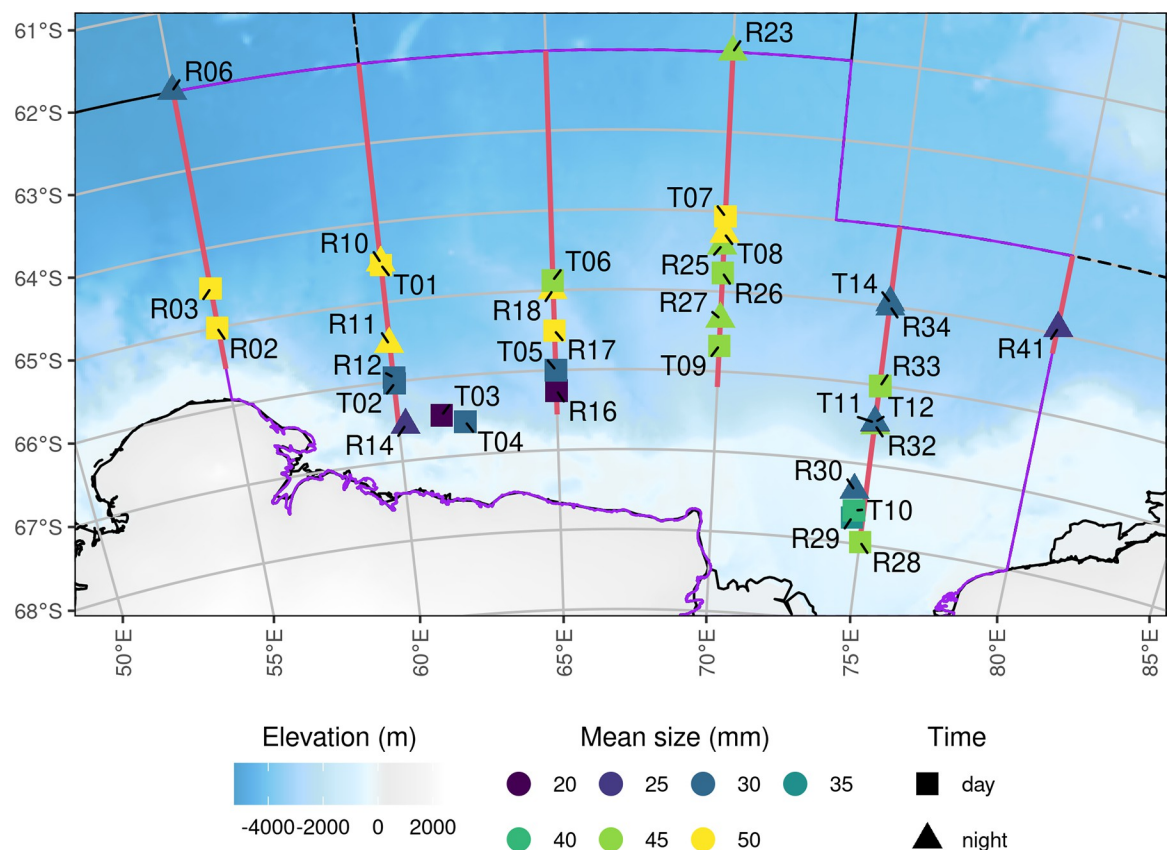 61°S
R23
R06
62°S
63°S
T07
R10
T06
T08
64°S
T01
R25
R26
T14
R03
R18
R27
R34
R11
R02
R17
R41
65°S
R12
T05
T09
R33
T03
T02
R16
T11
T12
66°S
R14
T04
R32
R30
T10
67°S
R29
R28
68°S
50°E
55°E
60°E
65°E
70°E
75°E
80°E
85°E
Elevation (m)
-4000
-2000
0
2000
Mean size (mm)
20
25
30
35
40
45
50
Time
day
night